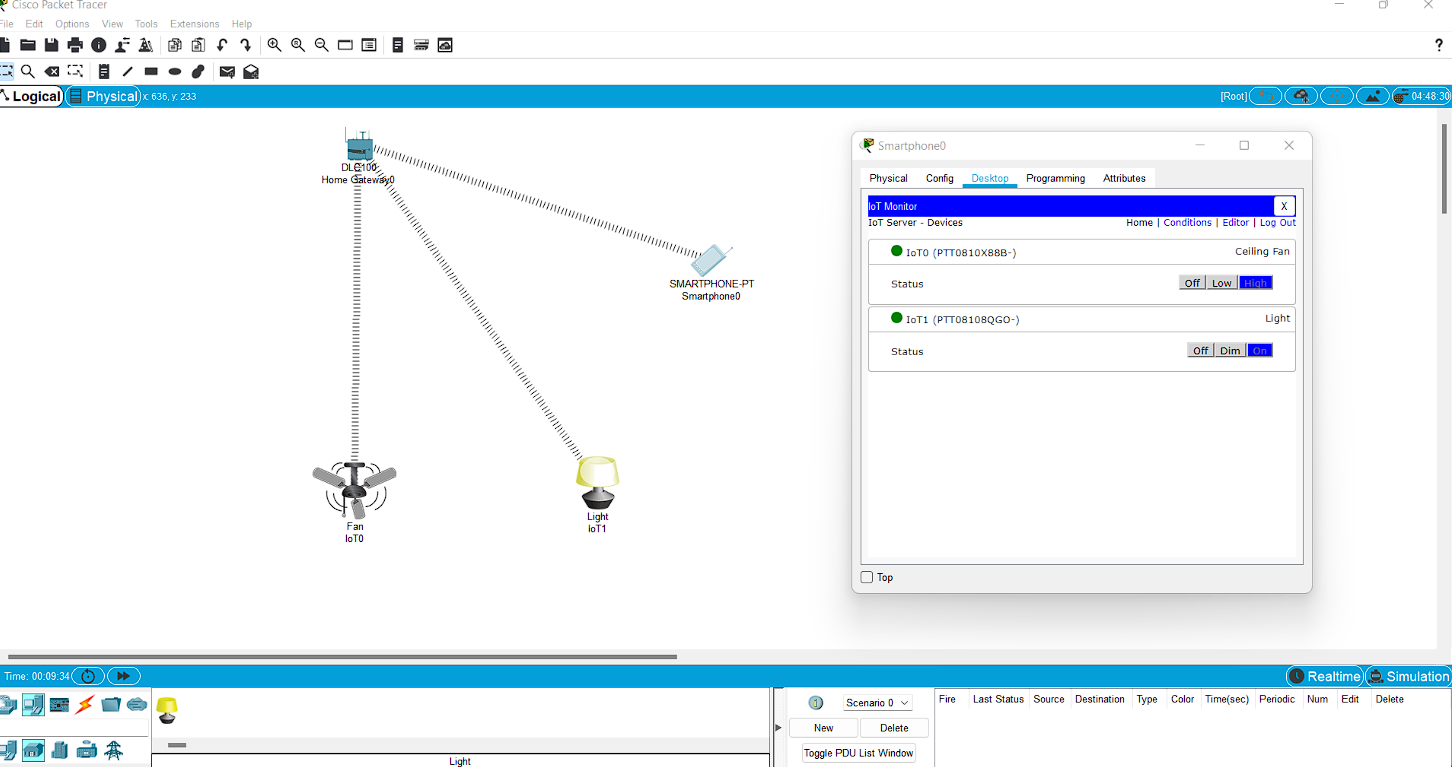 Cisco Packet Tracer
File Edit Options View Tools Extensions Help
?
Logical Physical x: 636, y: 233 [Root] 04:48:30
DLC100
Home Gateway0
SMARTPHONE-PT
Smartphone0
Fan
IoT0
Light
IoT1
Smartphone0
Physical Config Desktop Programming Attributes
IoT Monitor X
IoT Server - Devices Home | Conditions | Editor | Log Out
IoT0 (PTT0810X88B-) Ceiling Fan
Status Off Low High
IoT1 (PTT08108QGO-) Light
Status Off Dim On
Top
Time: 00:09:34 Realtime Simulation
Scenario 0 Fire Last Status Source Destination Type Color Time(sec) Periodic Num Edit Delete
New Delete
Toggle PDU List Window
Light